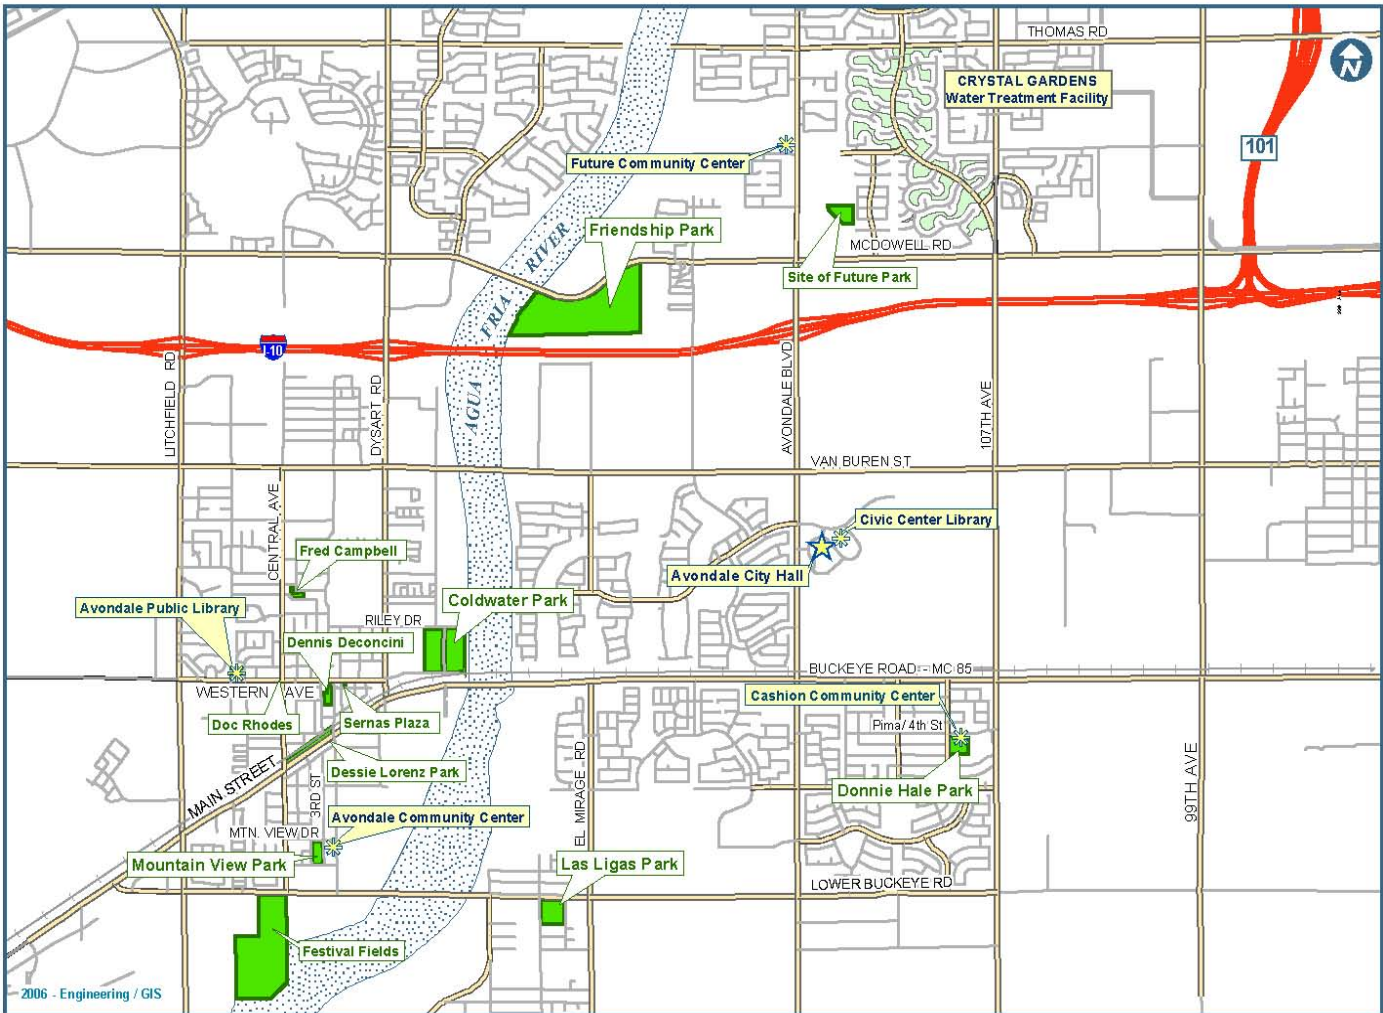 THOMAS RD
N
CRYSTAL GARDENS
Water Treatment Facility
101
Future Community Center
Friendship Park
MCDOWELL RD
Site of Future Park
AGUA FRIA RIVER
I-10
LITCHFIELD RD
DYSART RD
AVONDALE BLVD
107TH AVE
VAN BUREN ST
CENTRAL AVE
Civic Center Library
Fred Campbell
Avondale City Hall
Avondale Public Library
Coldwater Park
RILEY DR
Dennis Deconcini
BUCKEYE ROAD - MC 85
WESTERN AVE
Cashion Community Center
Doc Rhodes
Sernas Plaza
Pima/ 4th St
Dessie Lorenz Park
MAIN STREET
3RD ST
EL MIRAGE RD
99TH AVE
Donnie Hale Park
Avondale Community Center
MTN. VIEW DR
Mountain View Park
Las Ligas Park
LOWER BUCKEYE RD
Festival Fields
2006 - Engineering / GIS